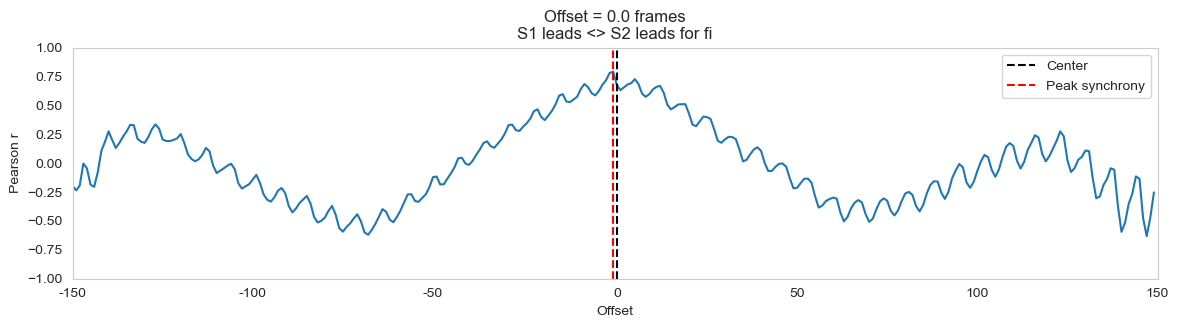 Offset = 0.0 frames
S1 leads <> S2 leads for fi
Center
Peak synchrony
Pearson r
1.00
0.75
0.50
0.25
0.00
−0.25
−0.50
−0.75
−1.00
-150
-100
-50
0
50
100
150
Offset